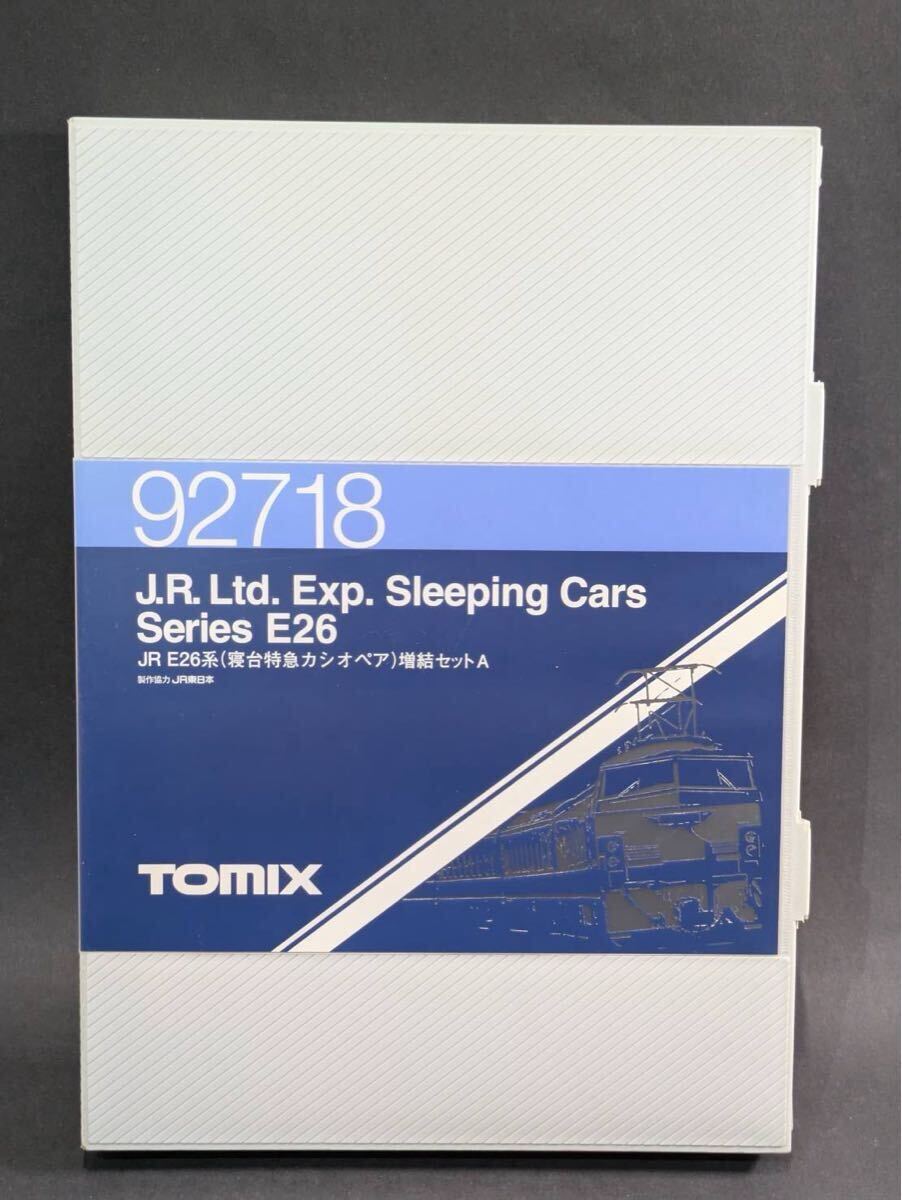 92718
J.R. Ltd. Exp. Sleeping Cars
Series E26
JR E26系(寝台特急カシオペア)増結セットA
製作協力 JR東日本
TOMIX